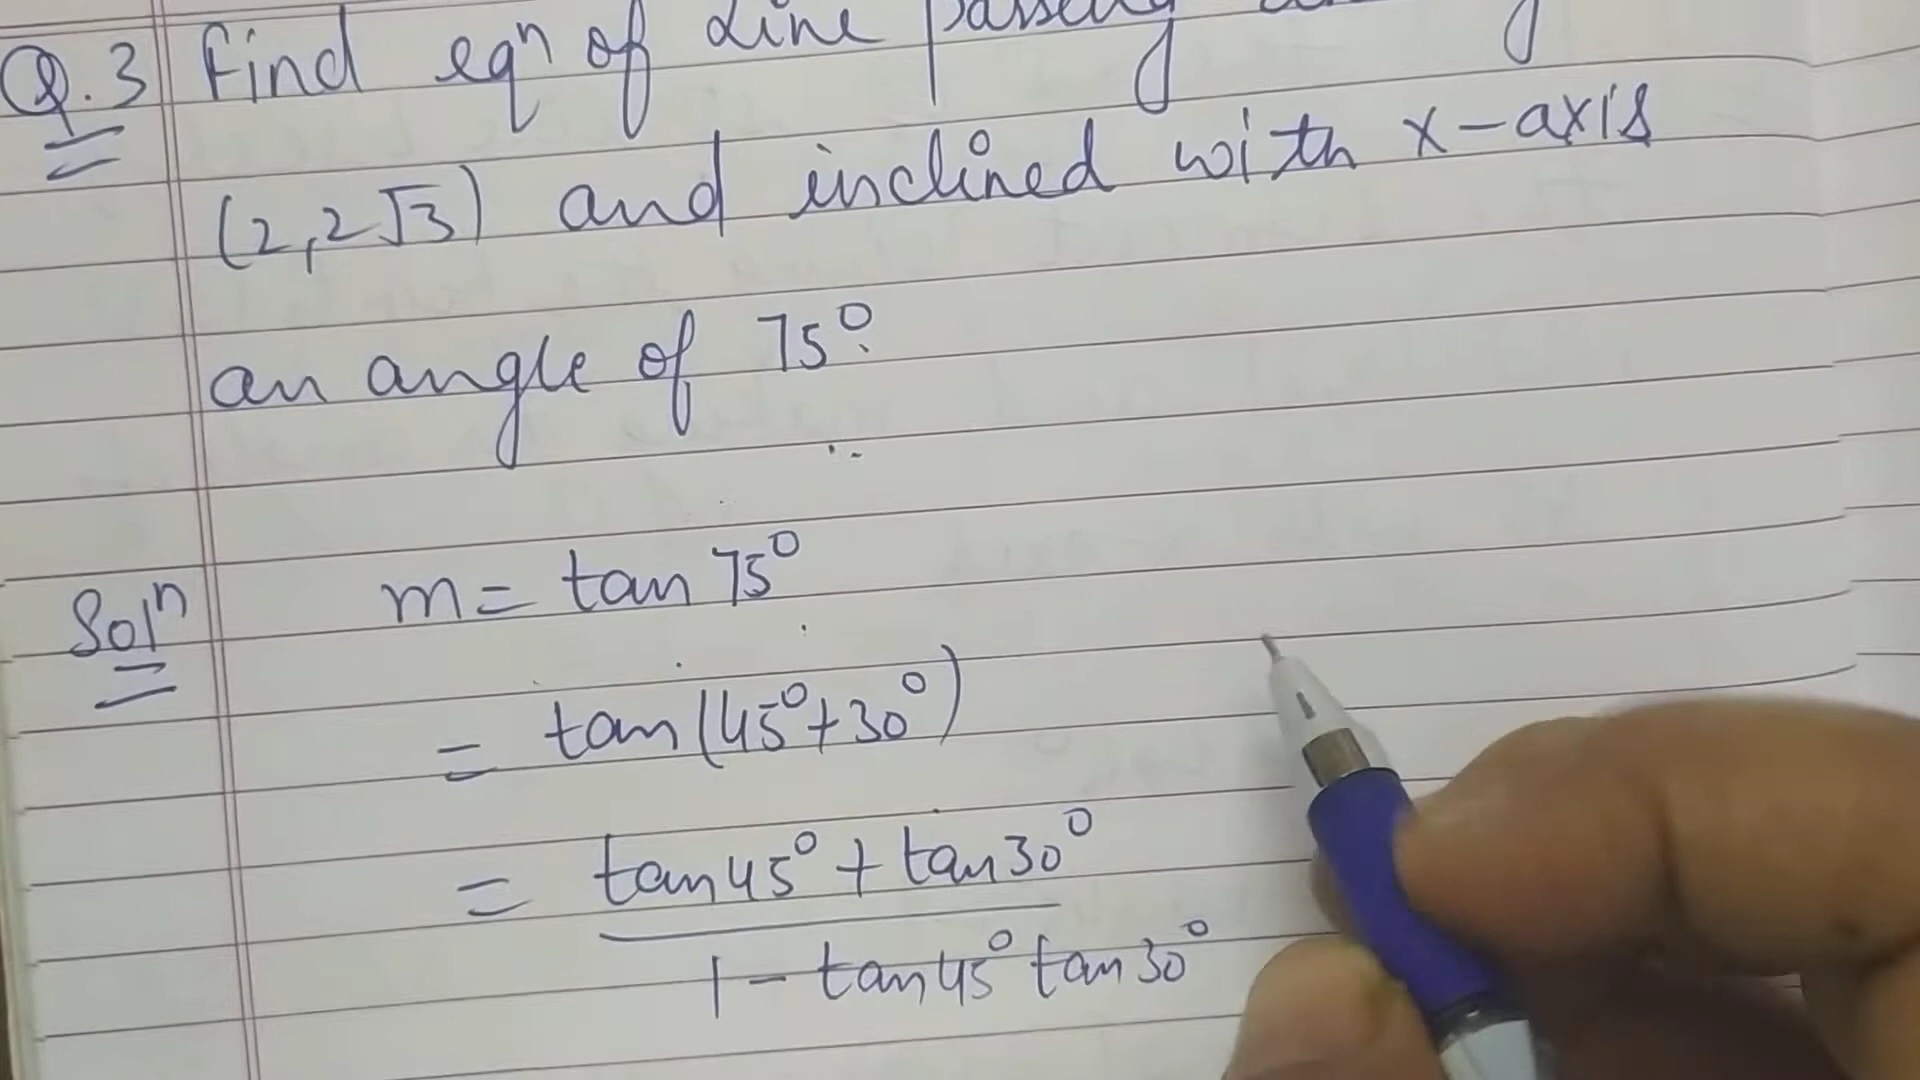 Q.3 Find eqⁿ of Line passing
(2, 2√3) and inclined with x-axis
an angle of 75°.
Solⁿ m = tan 75°
= tan (45° + 30°)
= tan 45° + tan 30°
1 - tan 45° tan 30°